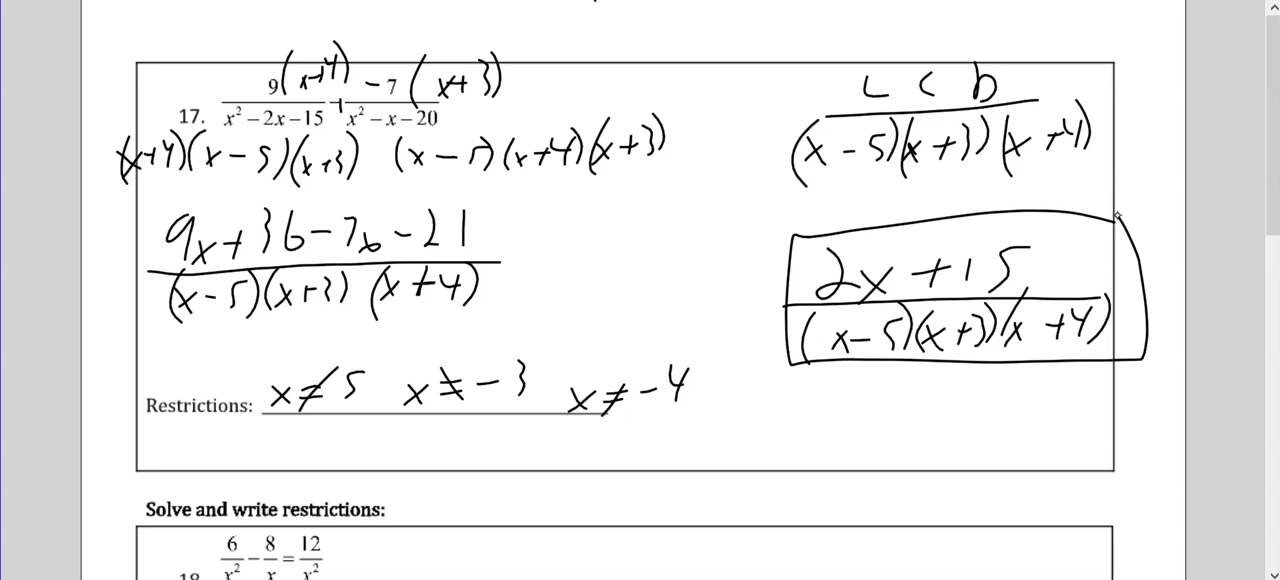 9(x+4) - 7(x+3)
17. x² − 2x − 15 + x² − x − 20
(x+4)(x-5)(x+3) (x-5)(x+4)(x+3)
L C D
(x-5)(x+3)(x+4)
9x+36-7x-21
(x-5)(x+3)(x+4)
2x+15
(x-5)(x+3)(x+4)
Restrictions: x≠5 x≠-3 x≠-4
Solve and write restrictions:
18. 6/x² − 8/x = 12/x²